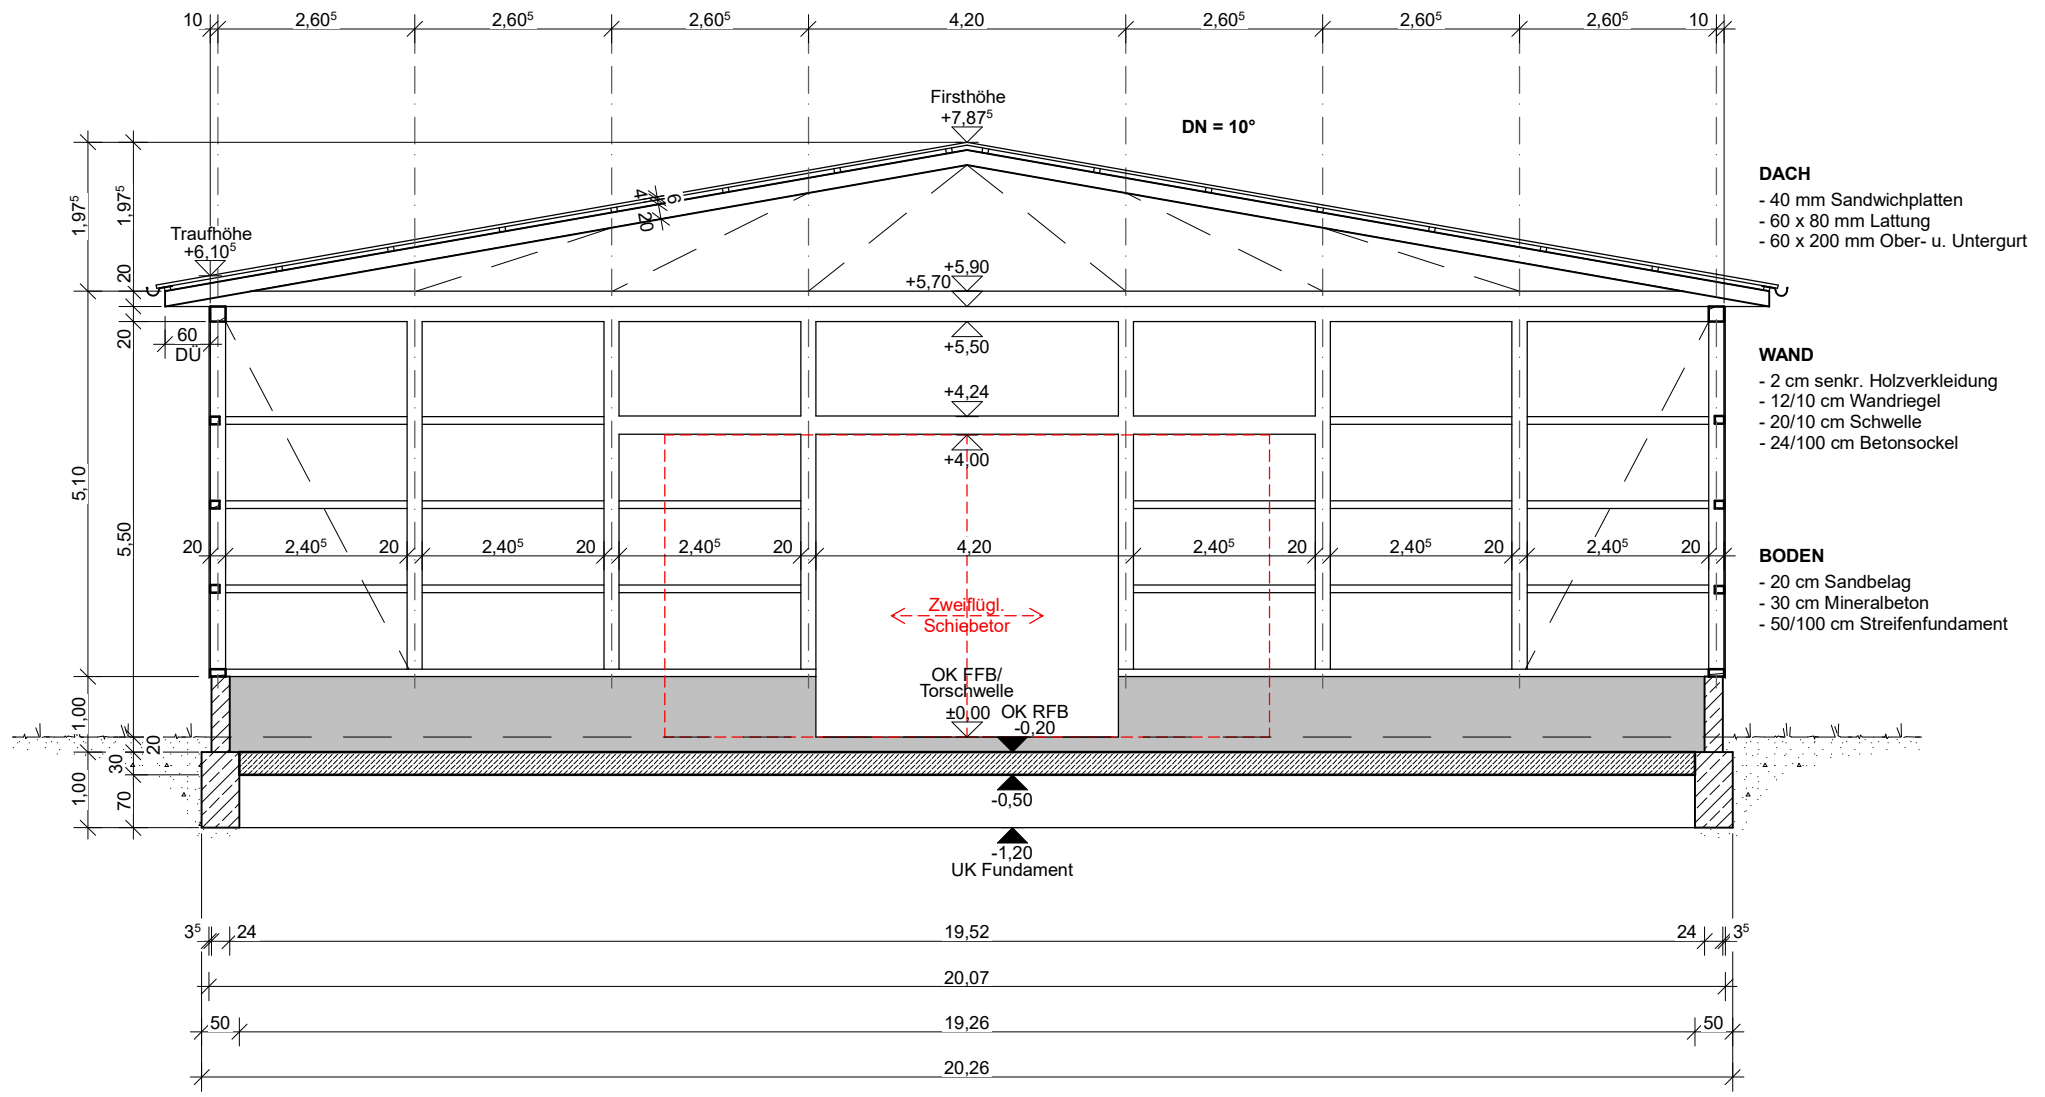 10 2,60⁵ 2,60⁵ 2,60⁵ 4,20 2,60⁵ 2,60⁵ 2,60⁵ 10
Firsthöhe
+7,87⁵
DN = 10°
DACH
- 40 mm Sandwichplatten
- 60 x 80 mm Lattung
- 60 x 200 mm Ober- u. Untergurt
1,97⁵ 1,97⁵
4 6
20
Traufhöhe
+6,10⁵
20
+5,90
+5,70
20
60
DÜ
+5,50
WAND
- 2 cm senkr. Holzverkleidung
- 12/10 cm Wandriegel
- 20/10 cm Schwelle
- 24/100 cm Betonsockel
+4,24
+4,00
5,10
5,50
20 2,40⁵ 20 2,40⁵ 20 2,40⁵ 20 4,20 2,40⁵ 20 2,40⁵ 20 2,40⁵ 20
BODEN
- 20 cm Sandbelag
- 30 cm Mineralbeton
- 50/100 cm Streifenfundament
Zweiflügl.
Schiebetor
OK FFB/
Torschwelle
±0,00
OK RFB
-0,20
1,00
20
30
1,00
70
-0,50
-1,20
UK Fundament
3⁵ 24 19,52 24 3⁵
20,07
50 19,26 50
20,26